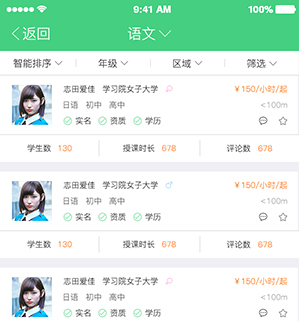 9:41 AM 100%
返回 语文
智能排序 年级 区域 筛选
志田爱佳 学习院女子大学 ¥150/小时/起
日语 初中 高中 <100m
实名 资质 学历
学生数 130 授课时长 678 评论数 678
志田爱佳 学习院女子大学 ¥150/小时/起
日语 初中 高中 <100m
实名 资质 学历
学生数 130 授课时长 678 评论数 678
志田爱佳 学习院女子大学 ¥150/小时/起
日语 初中 高中 <100m
实名 资质 学历